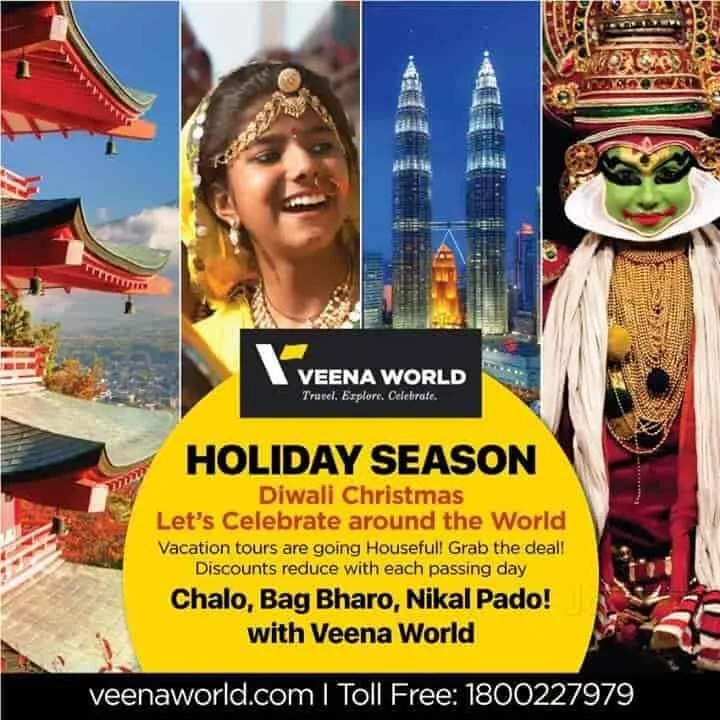 VEENA WORLD
Travel. Explore. Celebrate.
HOLIDAY SEASON
Diwali Christmas
Let's Celebrate around the World
Vacation tours are going Houseful! Grab the deal!
Discounts reduce with each passing day
Chalo, Bag Bharo, Nikal Pado!
with Veena World
veenaworld.com | Toll Free: 1800227979